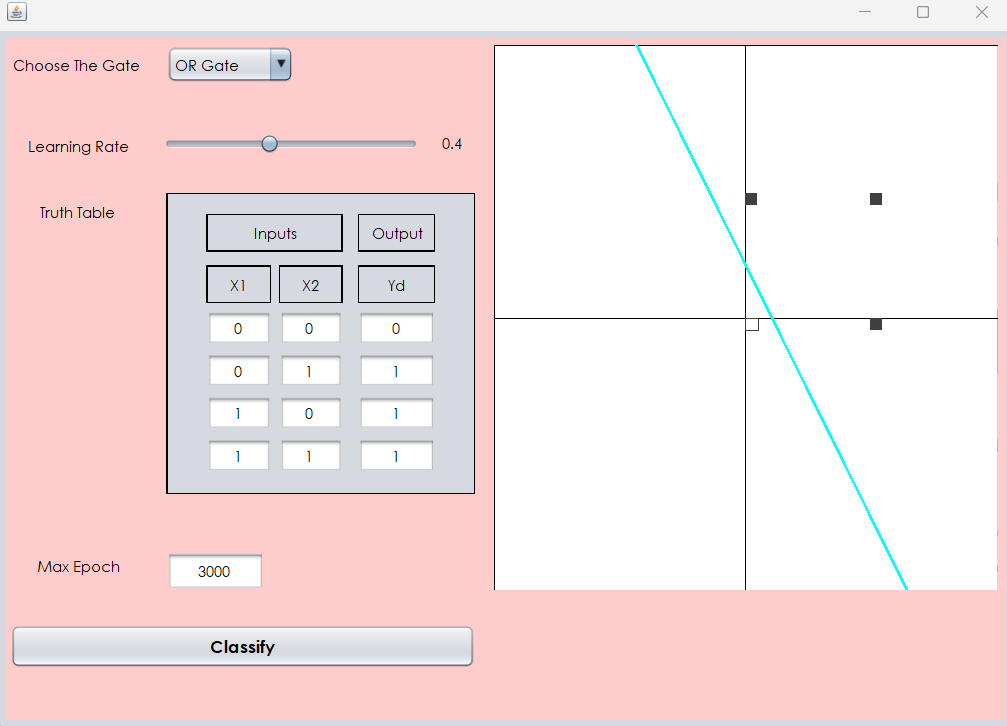 Choose The Gate
OR Gate
Learning Rate
0.4
Truth Table
Inputs Output
X1 X2 Yd
0 0 0
0 1 1
1 0 1
1 1 1
Max Epoch
3000
Classify